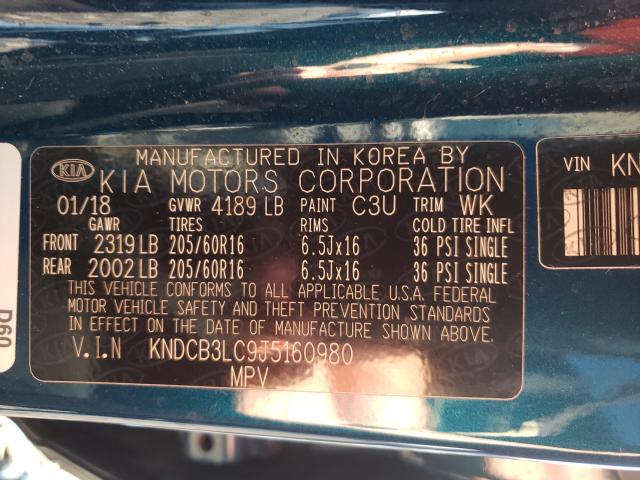 MANUFACTURED IN KOREA BY
KIA KIA MOTORS CORPORATION
01/18 GVWR 4189 LB PAINT C3U TRIM WK
GAWR TIRES RIMS COLD TIRE INFL
FRONT 2319 LB 205/60R16 6.5Jx16 36 PSI SINGLE
REAR 2002 LB 205/60R16 6.5Jx16 36 PSI SINGLE
THIS VEHICLE CONFORMS TO ALL APPLICABLE U.S.A. FEDERAL
MOTOR VEHICLE SAFETY AND THEFT PREVENTION STANDARDS
IN EFFECT ON THE DATE OF MANUFACTURE SHOWN ABOVE.
V.I.N KNDCB3LC9J5160980
MPV
VIN KN
D60